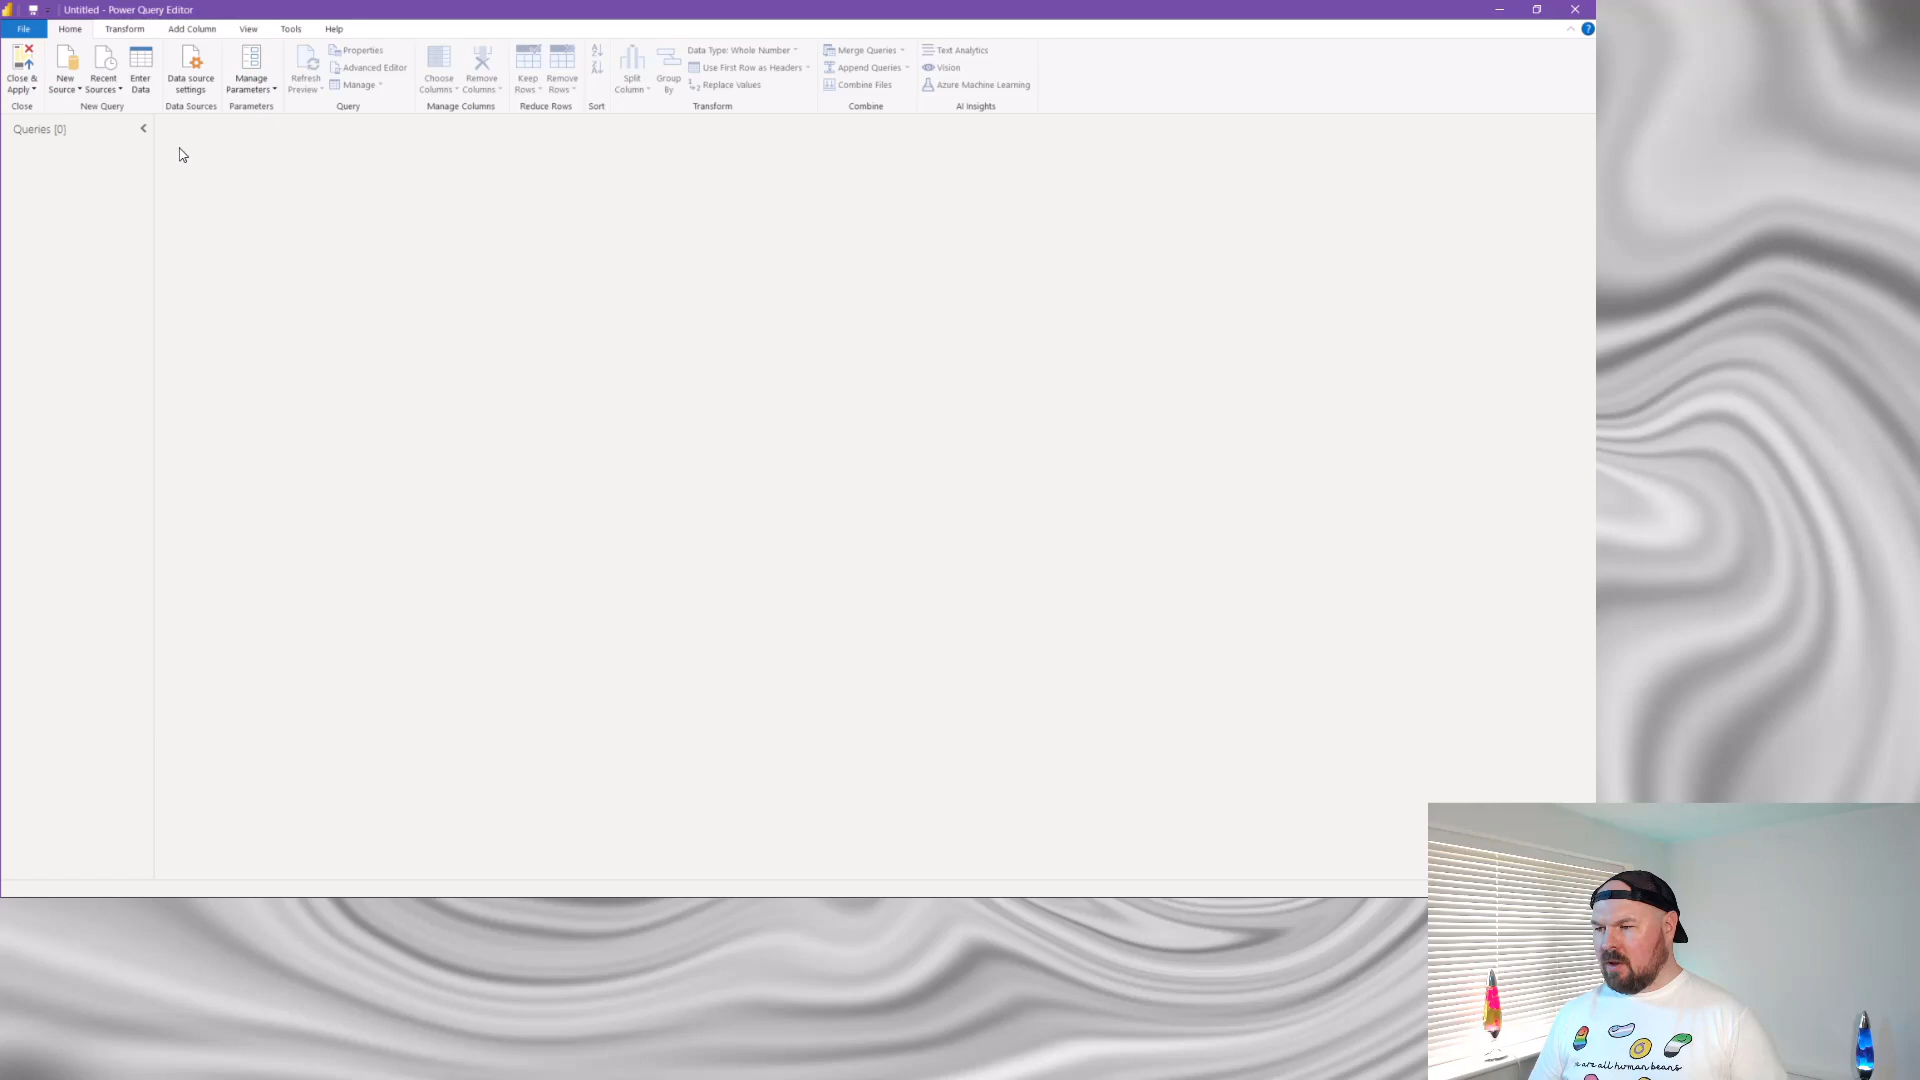 Untitled - Power Query Editor
File Home Transform Add Column View Tools Help
Close & Apply
New Source
Recent Sources
Enter Data
Data source settings
Manage Parameters
Refresh Preview
Properties
Advanced Editor
Manage
Choose Columns
Remove Columns
Keep Rows
Remove Rows
Split Column
Group By
Data Type: Whole Number
Use First Row as Headers
Replace Values
Merge Queries
Append Queries
Combine Files
Text Analytics
Vision
Azure Machine Learning
Close New Query Data Sources Parameters Query Manage Columns Reduce Rows Sort Transform Combine AI Insights
Queries [0]
are all human beans